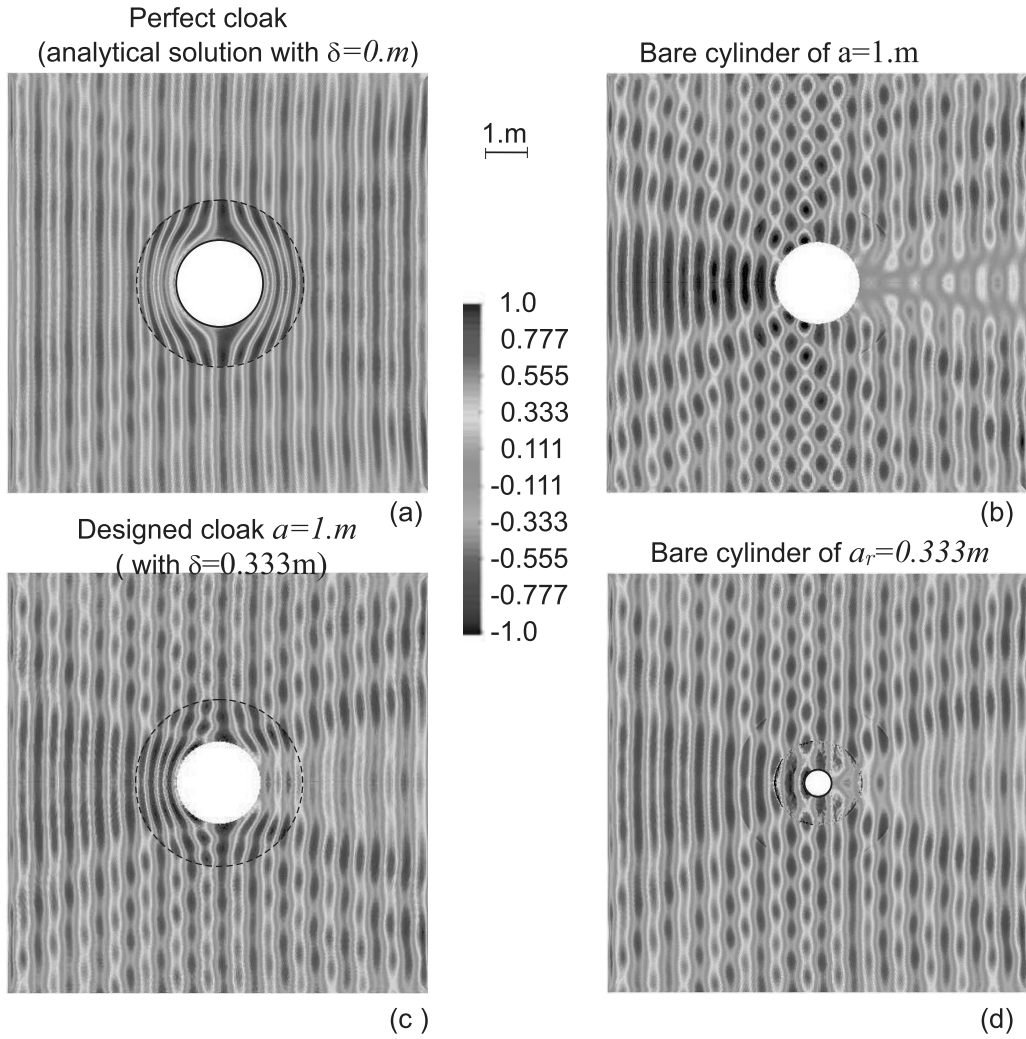 Perfect cloak
(analytical solution with δ=0.m)
Bare cylinder of a=1.m
1.m
1.0
0.777
0.555
0.333
0.111
-0.111
-0.333
-0.555
-0.777
-1.0
(a)
(b)
Designed cloak a=1.m
( with δ=0.333m)
Bare cylinder of aᵣ=0.333m
(c )
(d)